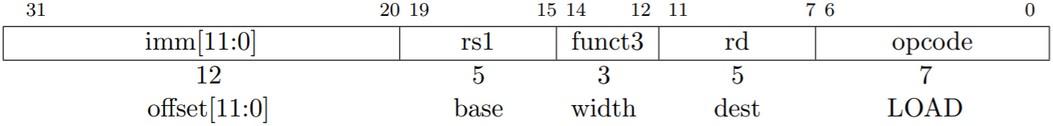 31 20 19 15 14 12 11 7 6 0
imm[11:0] rs1 funct3 rd opcode
12 5 3 5 7
offset[11:0] base width dest LOAD